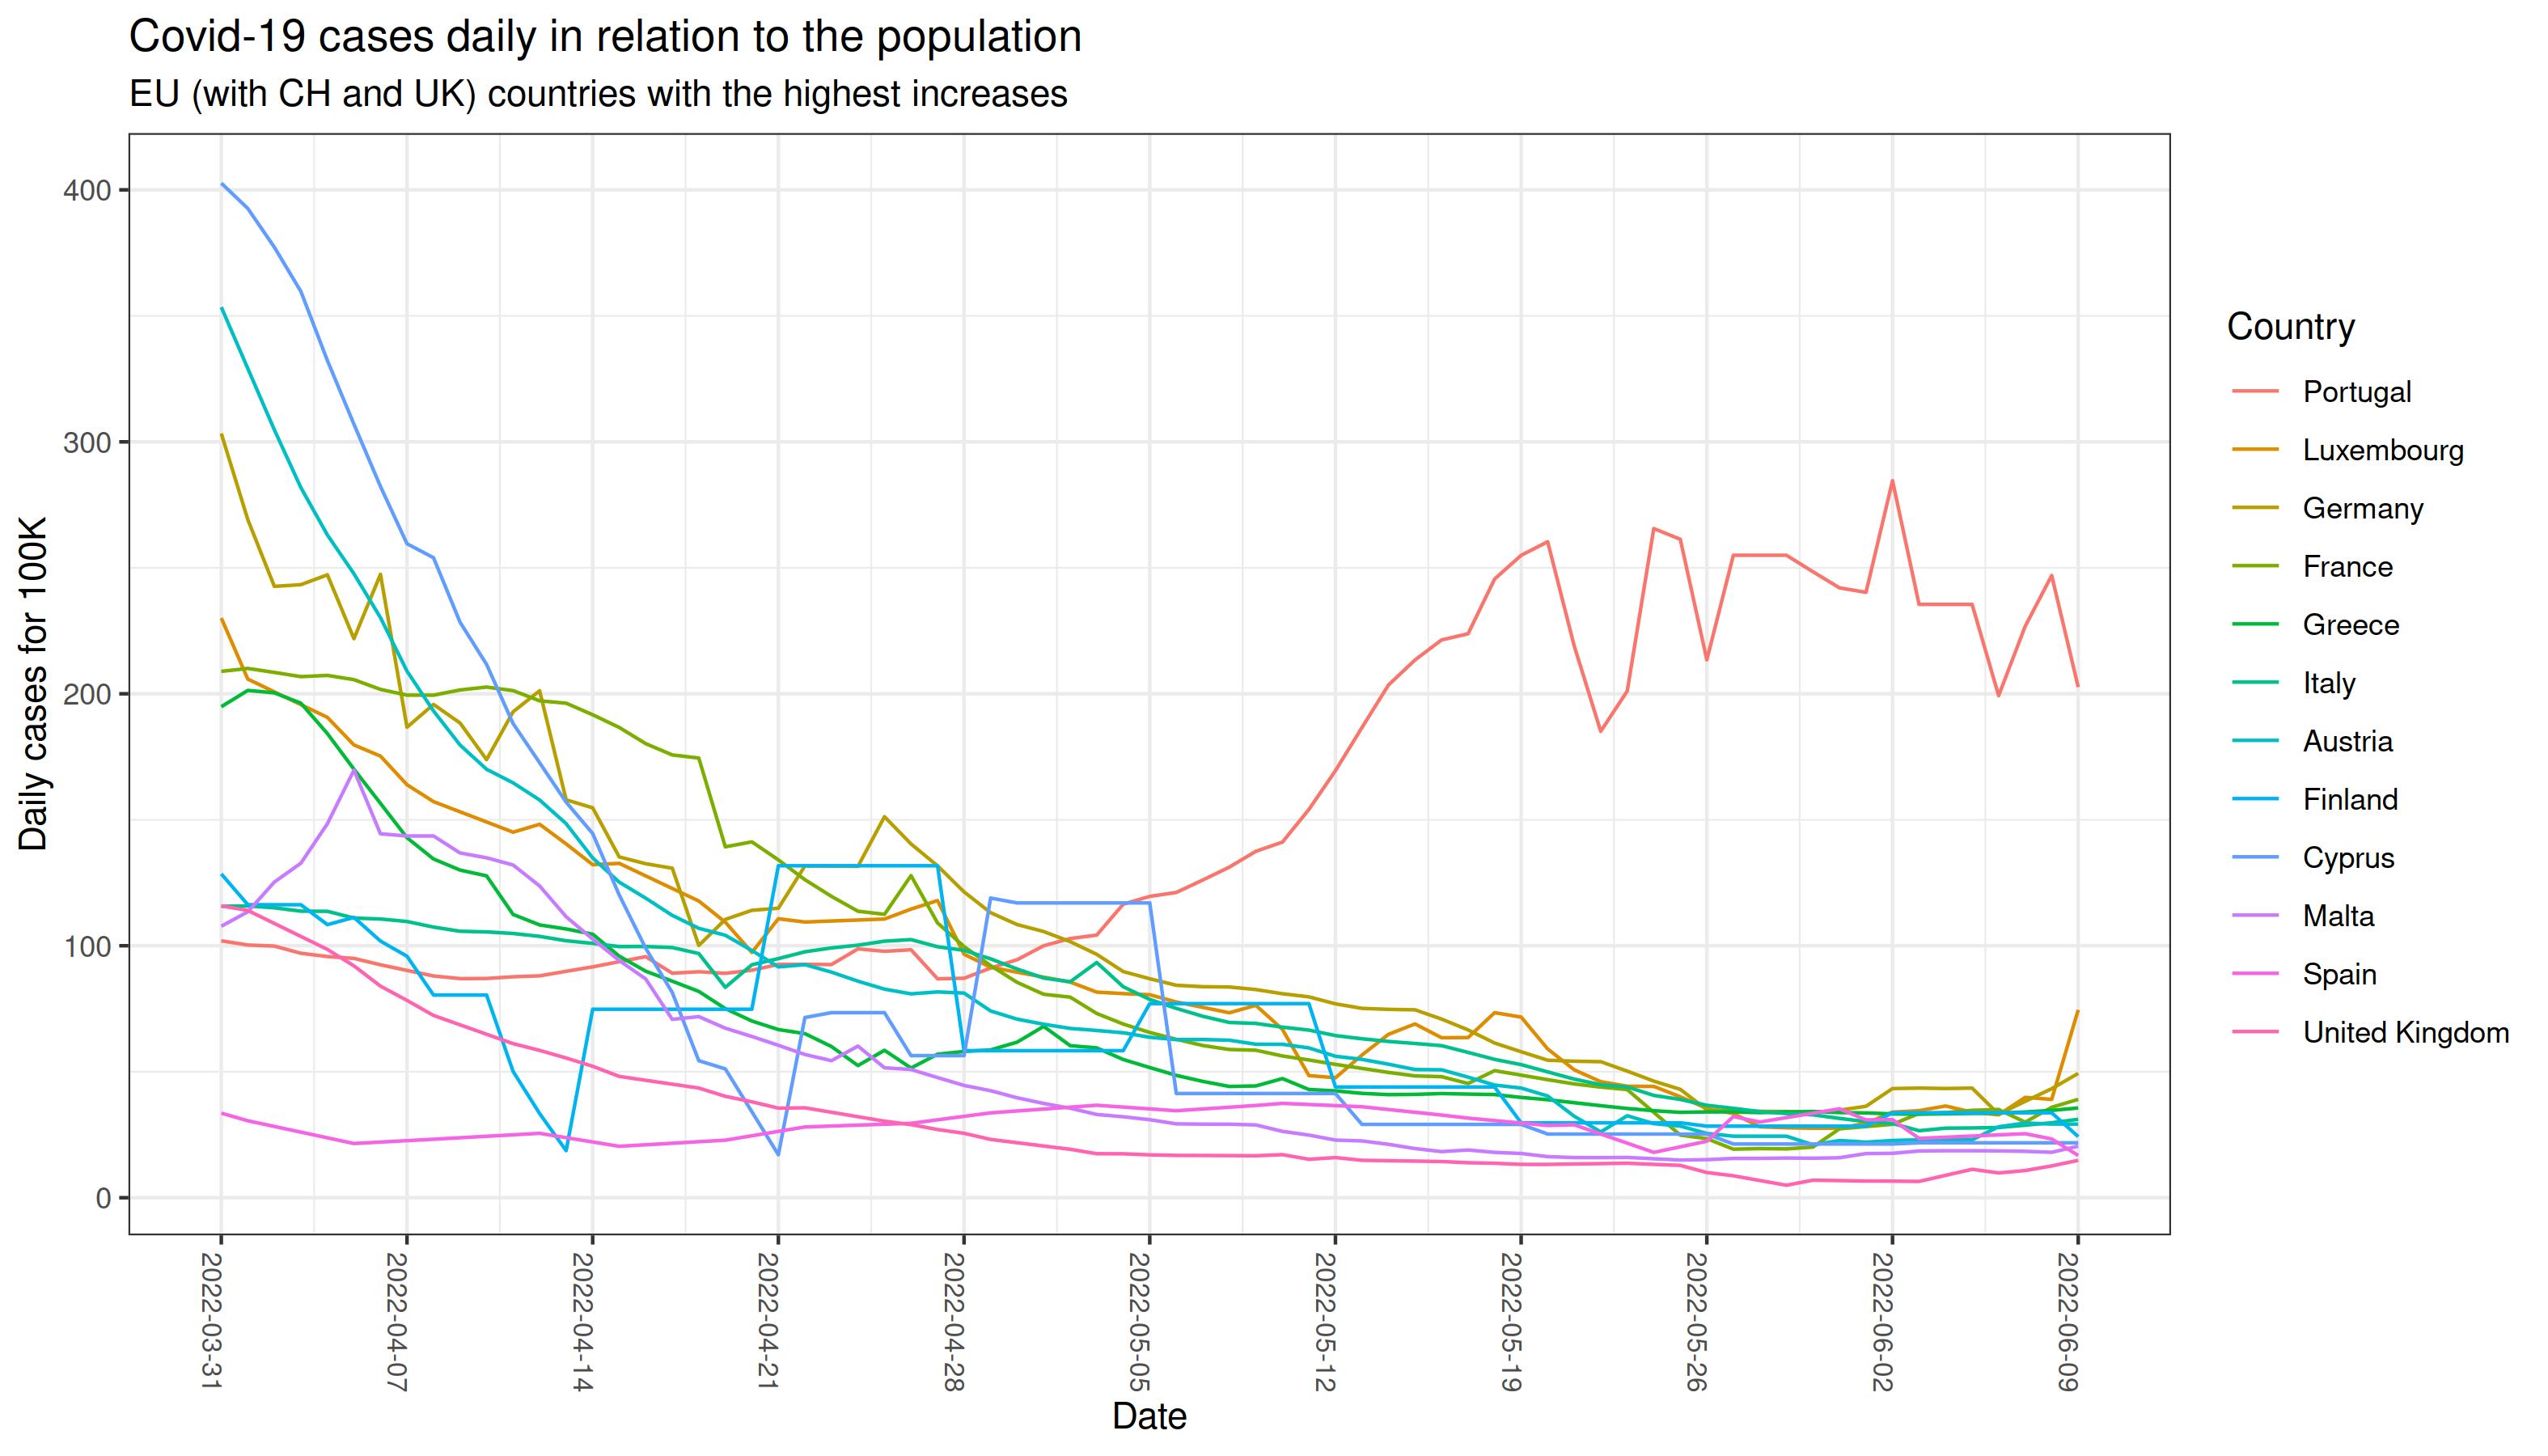 Covid-19 cases daily in relation to the population
EU (with CH and UK) countries with the highest increases
Daily cases for 100K
400
300
200
100
0
2022-03-31
2022-04-07
2022-04-14
2022-04-21
2022-04-28
2022-05-05
2022-05-12
2022-05-19
2022-05-26
2022-06-02
2022-06-09
Date
Country
Portugal
Luxembourg
Germany
France
Greece
Italy
Austria
Finland
Cyprus
Malta
Spain
United Kingdom